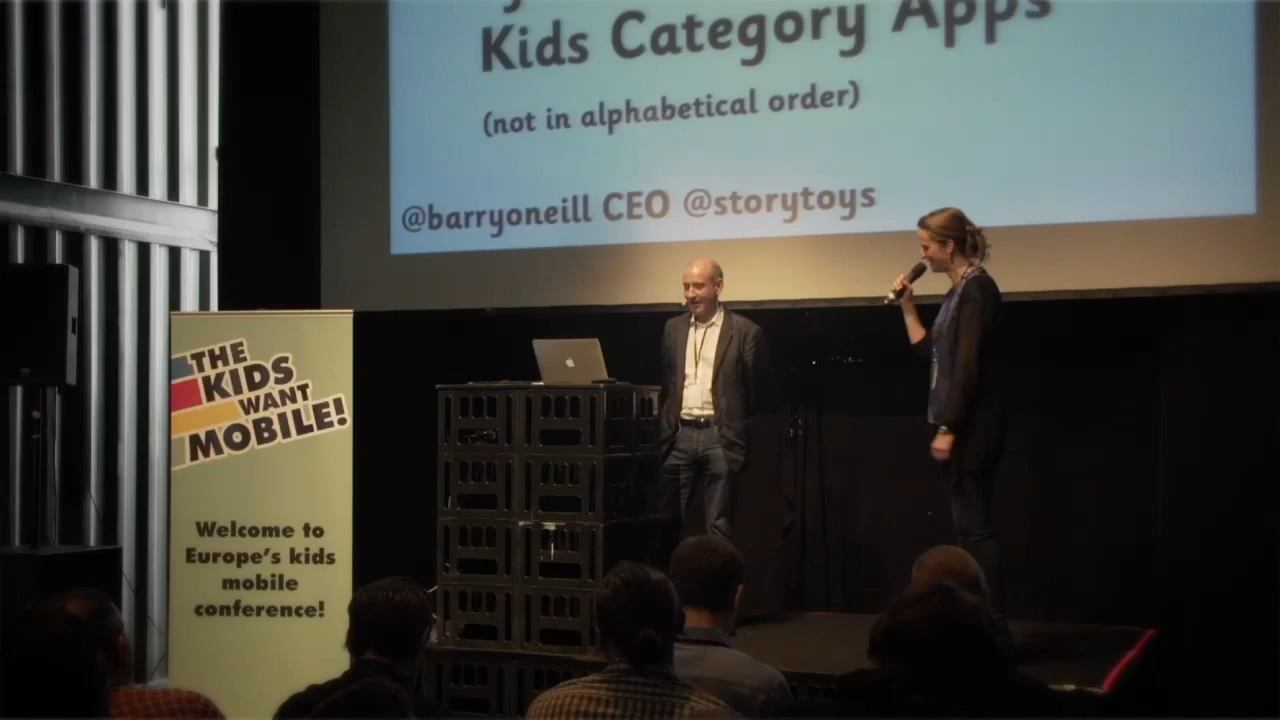 Kids Category Apps
(not in alphabetical order)
@barryoneill CEO @storytoys
THE
KIDS
WANT
MOBILE!
Welcome to
Europe's kids
mobile
conference!